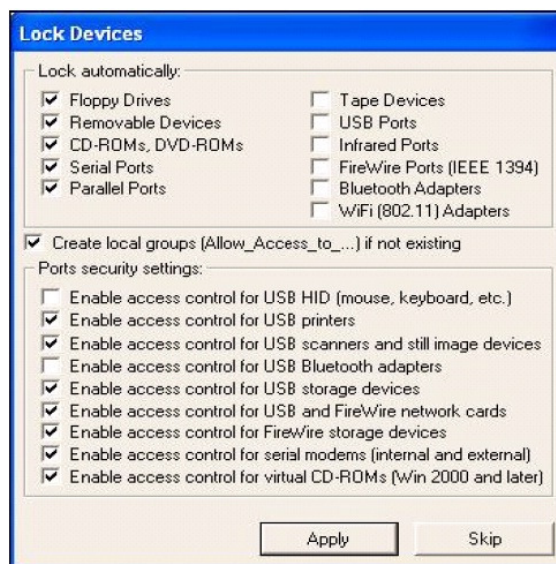 Lock Devices
Lock automatically:
Floppy Drives
Removable Devices
CD-ROMs, DVD-ROMs
Serial Ports
Parallel Ports
Tape Devices
USB Ports
Infrared Ports
FireWire Ports (IEEE 1394)
Bluetooth Adapters
WiFi (802.11) Adapters
Create local groups (Allow_Access_to_...) if not existing
Ports security settings:
Enable access control for USB HID (mouse, keyboard, etc.)
Enable access control for USB printers
Enable access control for USB scanners and still image devices
Enable access control for USB Bluetooth adapters
Enable access control for USB storage devices
Enable access control for USB and FireWire network cards
Enable access control for FireWire storage devices
Enable access control for serial modems (internal and external)
Enable access control for virtual CD-ROMs (Win 2000 and later)
Apply
Skip